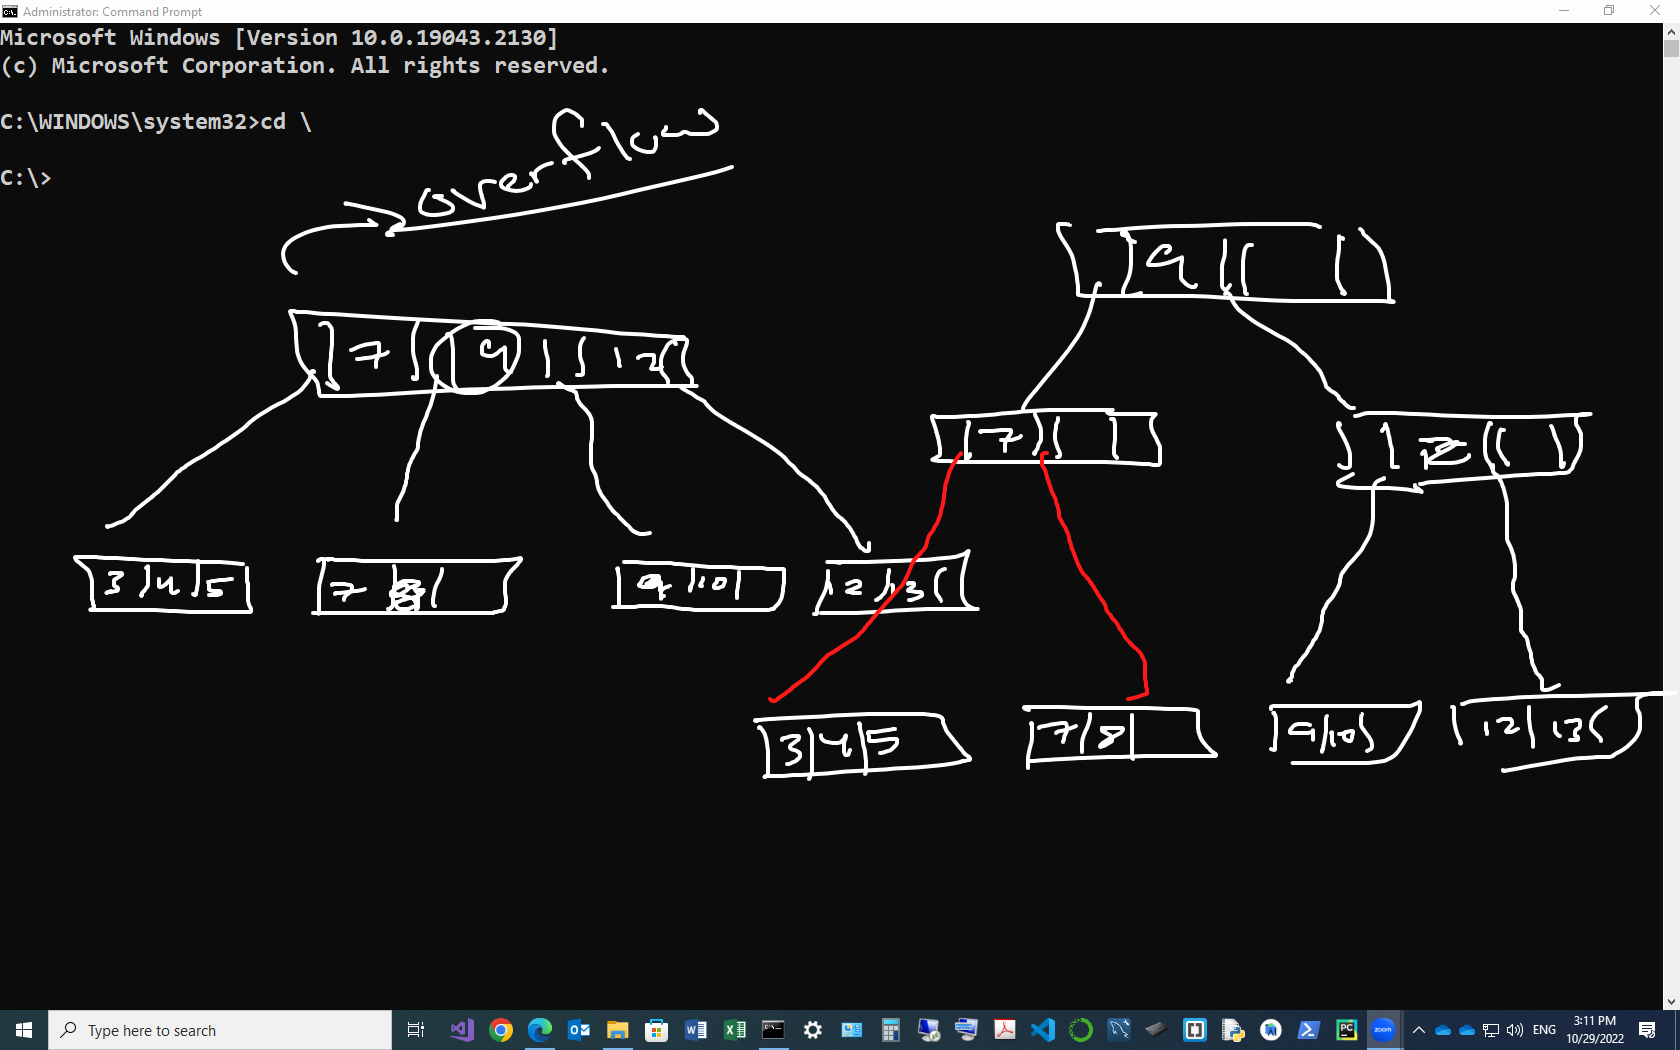 Administrator: Command Prompt
Microsoft Windows [Version 10.0.19043.2130]
(c) Microsoft Corporation. All rights reserved.
C:\WINDOWS\system32>cd \
C:\>
overflow
9
7 9 12
7 12
3 4 5 7 8 9 10 12 13
3 4 5 7 8 9 10 12 13
Type here to search
ENG
3:11 PM
10/29/2022
zoom